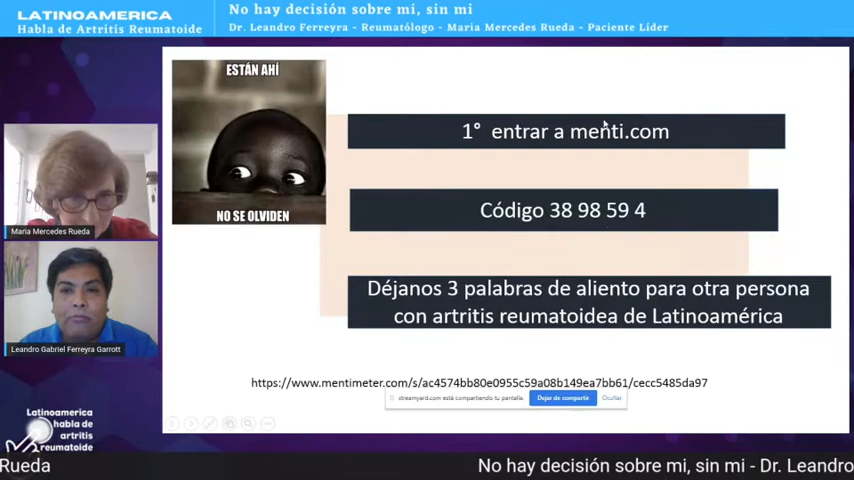 LATINOAMERICA
Habla de Artritis Reumatoide
No hay decisión sobre mi, sin mi
Dr. Leandro Ferreyra - Reumatólogo - Maria Mercedes Rueda - Paciente Líder
ESTÁN AHÍ
NO SE OLVIDEN
1° entrar a menti.com
Código 38 98 59 4
Déjanos 3 palabras de aliento para otra persona
con artritis reumatoidea de Latinoamérica
https://www.mentimeter.com/s/ac4574bb80e0955c59a08b149ea7bb61/cecc5485da97
streamyard.com está compartiendo tu pantalla.
Dejar de compartir
Ocultar
Maria Mercedes Rueda
Leandro Gabriel Ferreyra Garrott
Latinoamerica
habla de
artritis
reumatoide
Rueda
No hay decisión sobre mi, sin mi - Dr. Leandro